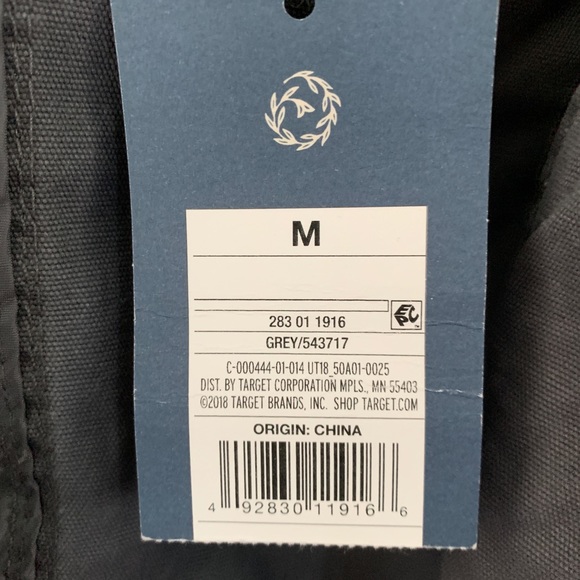 M
283 01 1916
EPC
GREY/543717
C-000444-01-014 UT18_50A01-0025
DIST. BY TARGET CORPORATION MPLS., MN 55403
©2018 TARGET BRANDS, INC. SHOP TARGET.COM
ORIGIN: CHINA
4 92830 11916 6